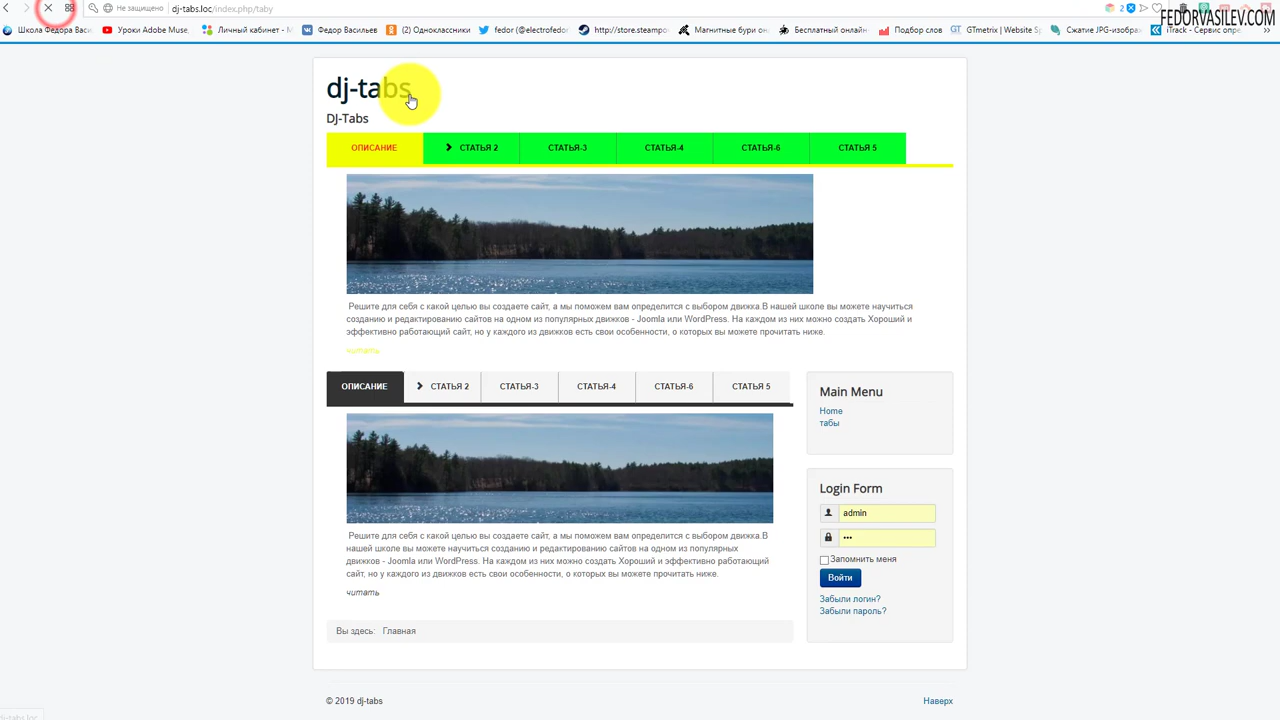 Не защищено dj-tabs.loc/index.php/taby
2
FEDORVASILEV.COM
Школа Федора Васи. Уроки Adobe Muse. Личный кабинет - М Федор Васильев (2) Одноклассники fedor (@electrofedor http://store.steampo Магнитные бури он Бесплатный онлайн Подбор слов GTmetrix | Website Sp Сжатие JPG-изображ iTrack - Сервис опре.
dj-tabs
DJ-Tabs
ОПИСАНИЕ СТАТЬЯ 2 СТАТЬЯ-3 СТАТЬЯ-4 СТАТЬЯ-6 СТАТЬЯ 5
Решите для себя с какой целью вы создаете сайт, а мы поможем вам определится с выбором движка.В нашей школе вы можете научиться
созданию и редактированию сайтов на одном из популярных движков - Joomla или WordPress. На каждом из них можно создать Хороший и
эффективно работающий сайт, но у каждого из движков есть свои особенности, о которых вы можете прочитать ниже.
читать
ОПИСАНИЕ СТАТЬЯ 2 СТАТЬЯ-3 СТАТЬЯ-4 СТАТЬЯ-6 СТАТЬЯ 5
Решите для себя с какой целью вы создаете сайт, а мы поможем вам определится с выбором движка.В
нашей школе вы можете научиться созданию и редактированию сайтов на одном из популярных
движков - Joomla или WordPress. На каждом из них можно создать Хороший и эффективно работающий
сайт, но у каждого из движков есть свои особенности, о которых вы можете прочитать ниже.
читать
Вы здесь: Главная
Main Menu
Home
табы
Login Form
admin
•••
Запомнить меня
Войти
Забыли логин?
Забыли пароль?
© 2019 dj-tabs
Наверх
dj-tabs.loc